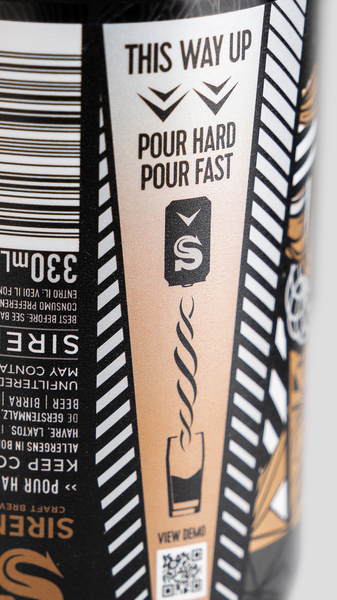 THIS WAY UP
POUR HARD
POUR FAST
VIEW DEMO
SIREN
CRAFT BREW
>> POUR HA
KEEP CO
ALLERGENS IN BO
HAVRE, LAKTOS
DE GERSTENMALZ,
BEER | BIRRA |
UNFILTERED
MAY CONTA
SIRE
BEST BEFORE: SEE BA
CONSUMO PREFEREN
ENTRO IL: VEDI IL FON
330mL